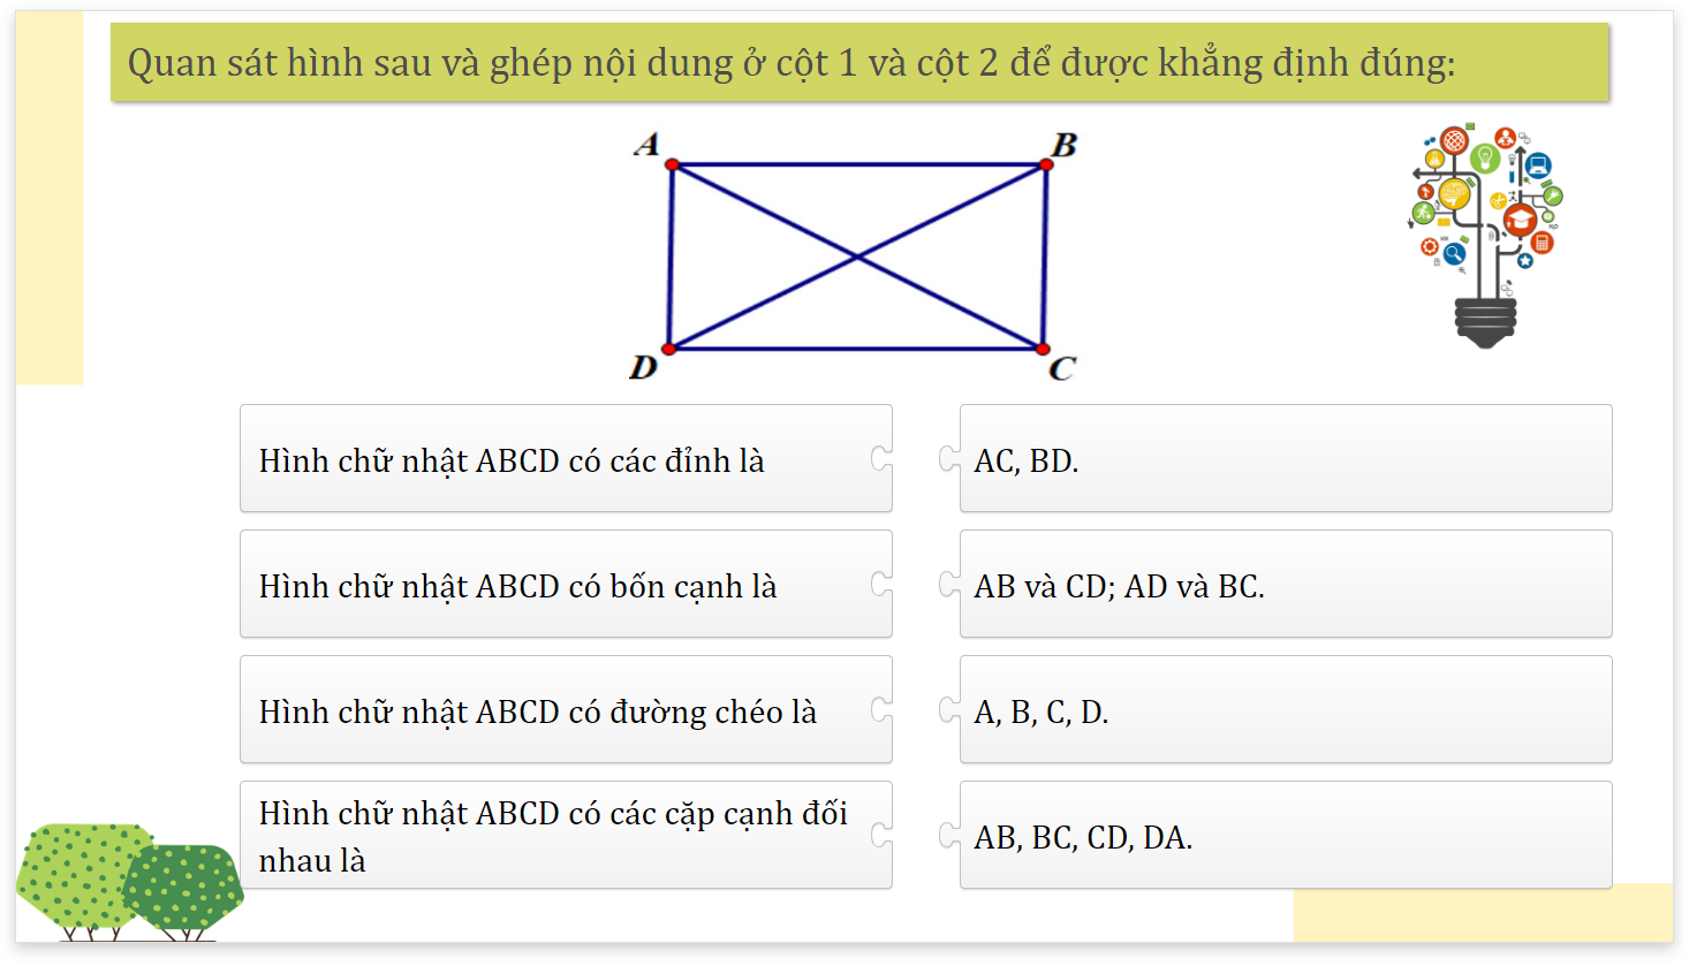 Quan sát hình sau và ghép nội dung ở cột 1 và cột 2 để được khẳng định đúng:
A
B
D
C
Hình chữ nhật ABCD có các đỉnh là
AC, BD.
Hình chữ nhật ABCD có bốn cạnh là
AB và CD; AD và BC.
Hình chữ nhật ABCD có đường chéo là
A, B, C, D.
Hình chữ nhật ABCD có các cặp cạnh đối
nhau là
AB, BC, CD, DA.